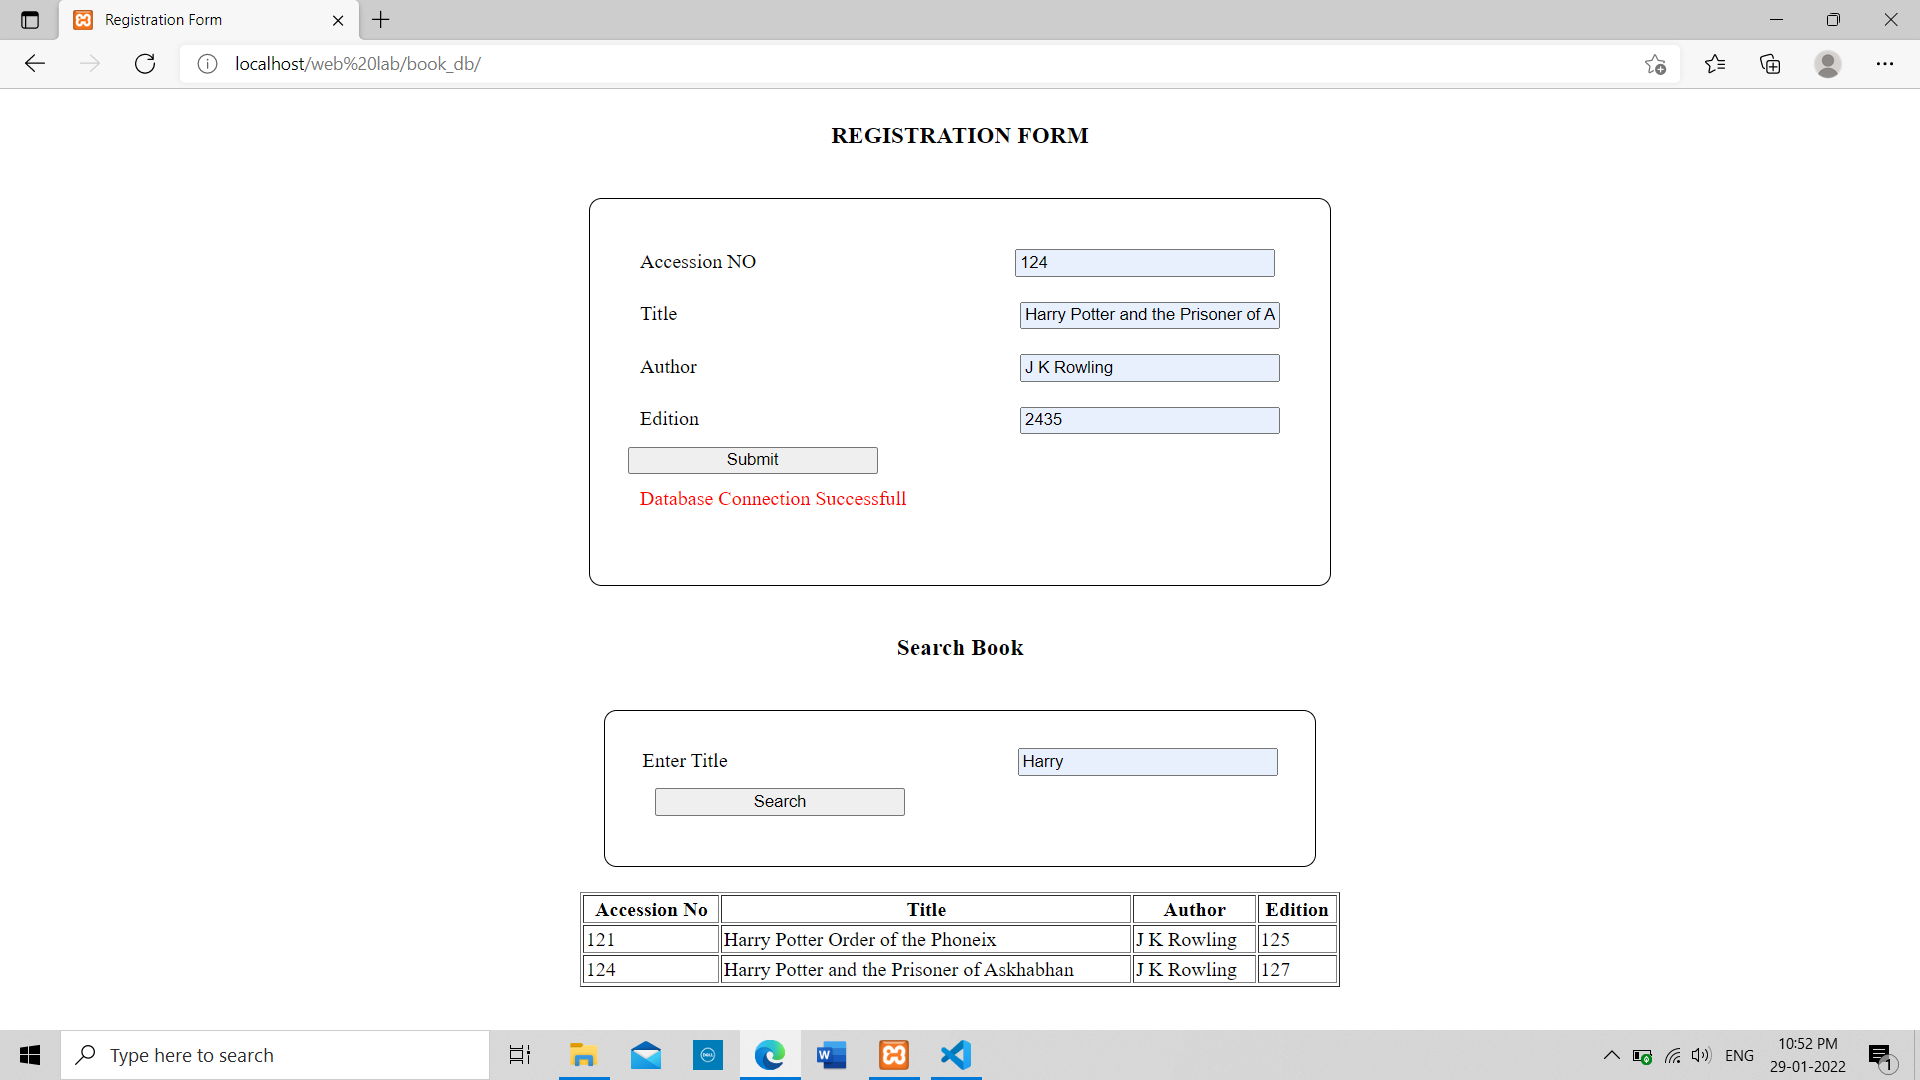 Registration Form
localhost/web%20lab/book_db/
REGISTRATION FORM
Accession NO 124
Title Harry Potter and the Prisoner of A
Author J K Rowling
Edition 2435
Submit
Database Connection Successfull
Search Book
Enter Title Harry
Search
Accession No Title Author Edition
121 Harry Potter Order of the Phoneix J K Rowling 125
124 Harry Potter and the Prisoner of Askhabhan J K Rowling 127
Type here to search
DELL
W
ENG
10:52 PM
29-01-2022
1